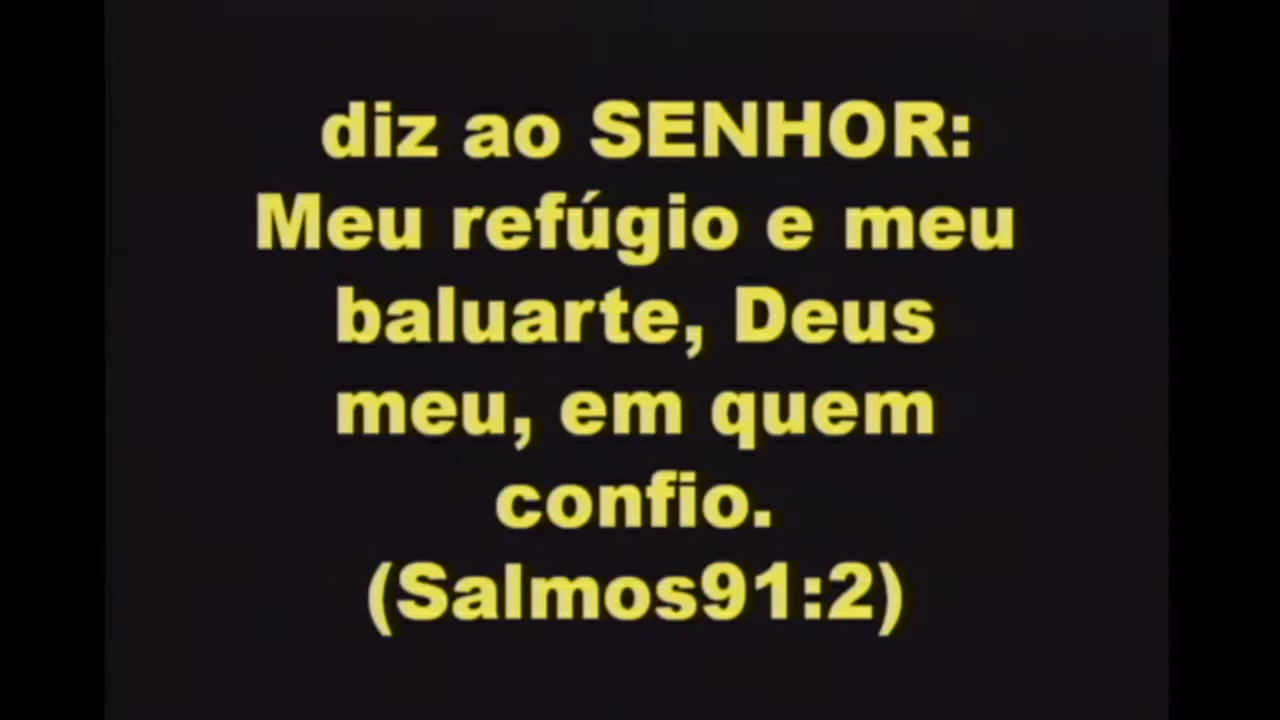 diz ao SENHOR:
Meu refúgio e meu
baluarte, Deus
meu, em quem
confio.
(Salmos91:2)